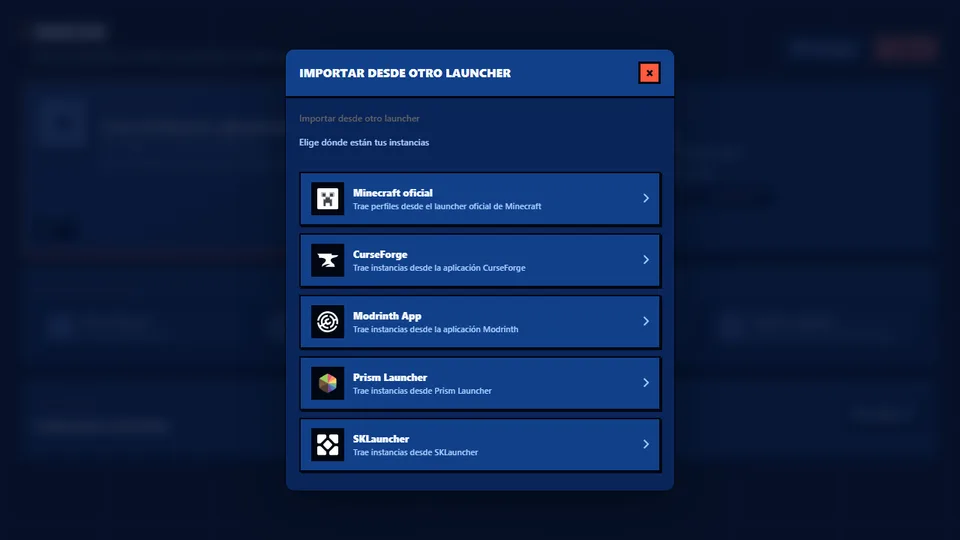 IMPORTAR DESDE OTRO LAUNCHER
Importar desde otro launcher
Elige dónde están tus instancias
Minecraft oficial
Trae perfiles desde el launcher oficial de Minecraft
CurseForge
Trae instancias desde la aplicación CurseForge
Modrinth App
Trae instancias desde la aplicación Modrinth
Prism Launcher
Trae instancias desde Prism Launcher
SKLauncher
Trae instancias desde SKLauncher